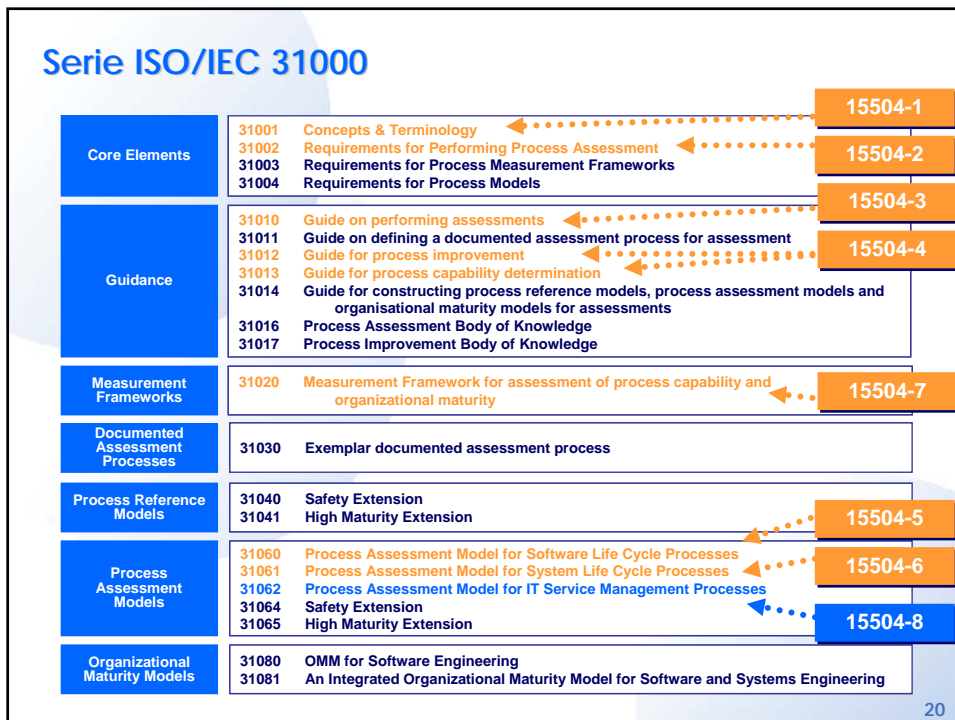 Serie ISO/IEC 31000
Core Elements
31001 Concepts & Terminology
31002 Requirements for Performing Process Assessment
31003 Requirements for Process Measurement Frameworks
31004 Requirements for Process Models
15504-1
15504-2
Guidance
31010 Guide on performing assessments
31011 Guide on defining a documented assessment process for assessment
31012 Guide for process improvement
31013 Guide for process capability determination
31014 Guide for constructing process reference models, process assessment models and
organisational maturity models for assessments
31016 Process Assessment Body of Knowledge
31017 Process Improvement Body of Knowledge
15504-3
15504-4
Measurement
Frameworks
31020 Measurement Framework for assessment of process capability and
organizational maturity
15504-7
Documented
Assessment
Processes
31030 Exemplar documented assessment process
Process Reference
Models
31040 Safety Extension
31041 High Maturity Extension
15504-5
Process
Assessment
Models
31060 Process Assessment Model for Software Life Cycle Processes
31061 Process Assessment Model for System Life Cycle Processes
31062 Process Assessment Model for IT Service Management Processes
31064 Safety Extension
31065 High Maturity Extension
15504-6
15504-8
Organizational
Maturity Models
31080 OMM for Software Engineering
31081 An Integrated Organizational Maturity Model for Software and Systems Engineering
20